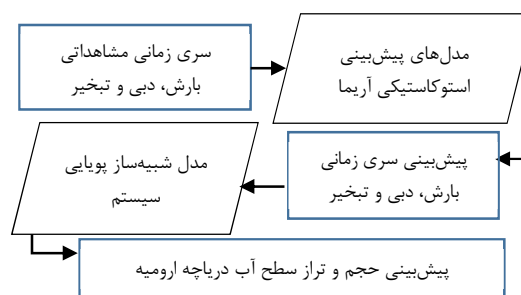 سری زمانی مشاهداتی
بارش، دبی و تبخیر
مدل‌های پیش‌بینی
استوکاستیکی آریما
پیش‌بینی سری زمانی
بارش، دبی و تبخیر
مدل شبیه‌ساز پویایی
سیستم
پیش‌بینی حجم و تراز سطح آب دریاچه ارومیه